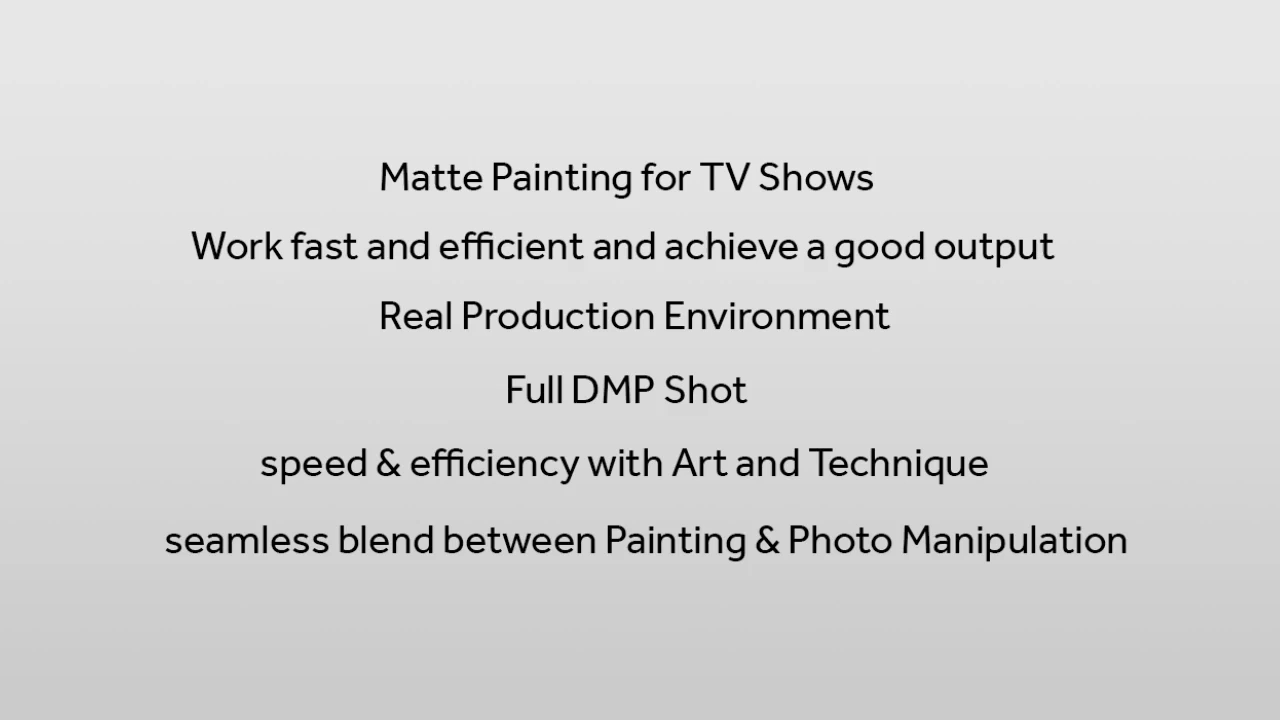 Matte Painting for TV Shows
Work fast and efficient and achieve a good output
Real Production Environment
Full DMP Shot
speed & efficiency with Art and Technique
seamless blend between Painting & Photo Manipulation